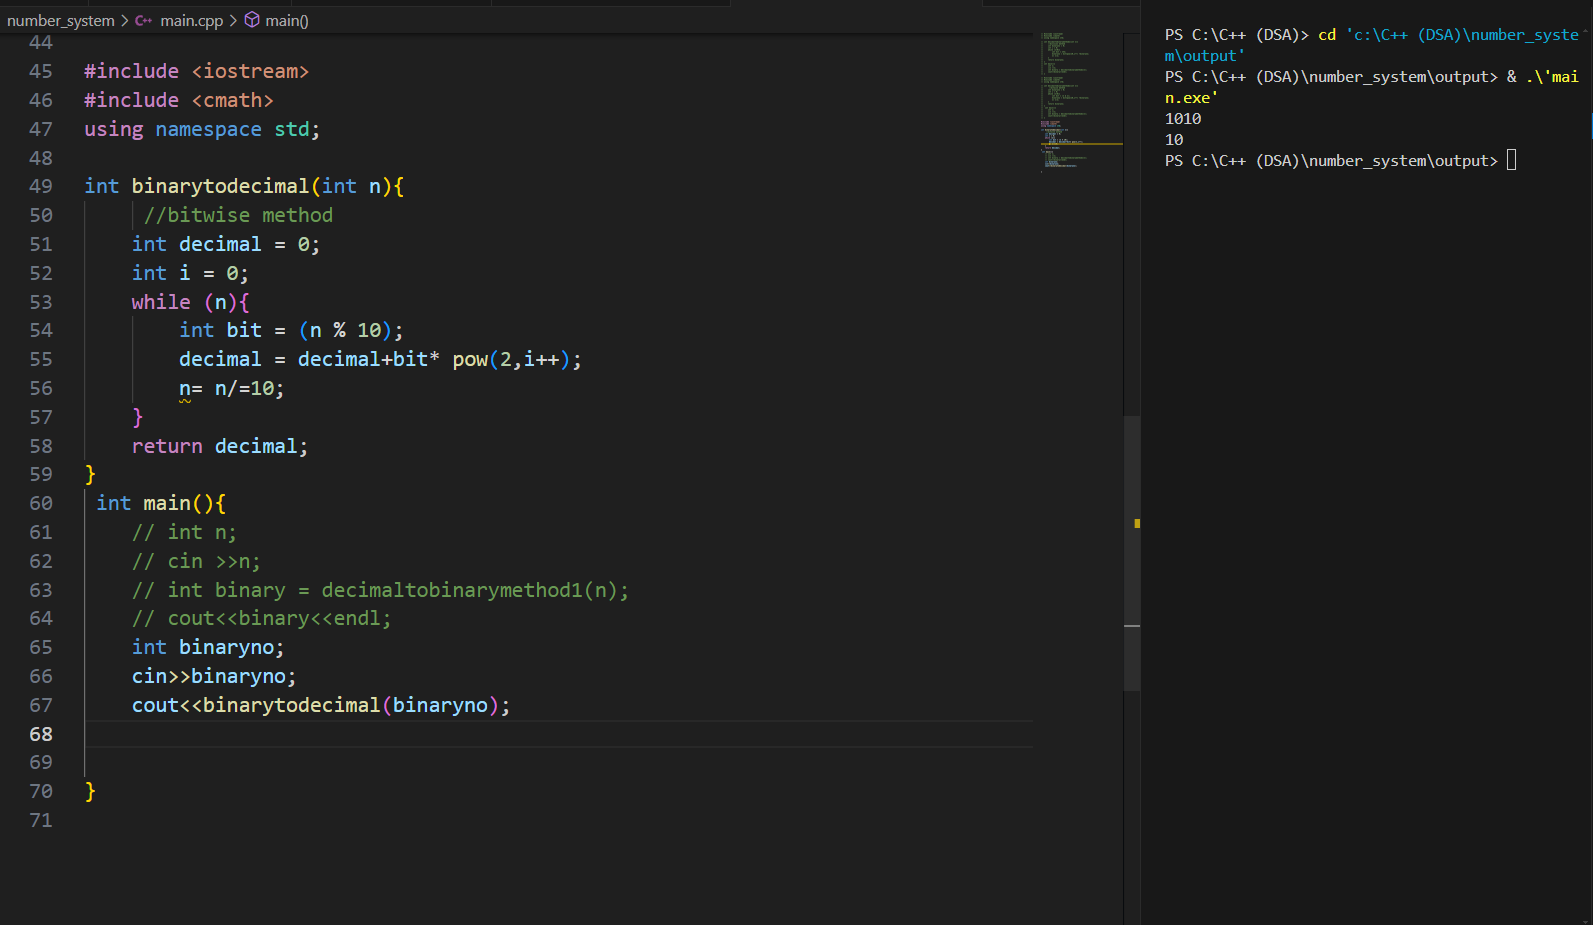 number_system > C++ main.cpp > main()
44
45 #include <iostream>
46 #include <cmath>
47 using namespace std;
48
49 int binarytodecimal(int n){
50 //bitwise method
51 int decimal = 0;
52 int i = 0;
53 while (n){
54 int bit = (n % 10);
55 decimal = decimal+bit* pow(2,i++);
56 n= n/=10;
57 }
58 return decimal;
59 }
60 int main(){
61 // int n;
62 // cin >>n;
63 // int binary = decimaltobinarymethod1(n);
64 // cout<<binary<<endl;
65 int binaryno;
66 cin>>binaryno;
67 cout<<binarytodecimal(binaryno);
68
69
70 }
71
PS C:\C++ (DSA)> cd 'c:\C++ (DSA)\number_syste
m\output'
PS C:\C++ (DSA)\number_system\output> & .\'mai
n.exe'
1010
10
PS C:\C++ (DSA)\number_system\output>